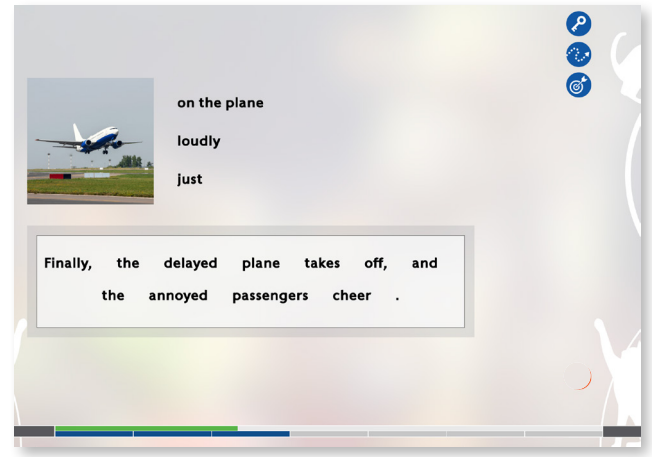 on the plane
loudly
just
Finally, the delayed plane takes off, and
the annoyed passengers cheer .